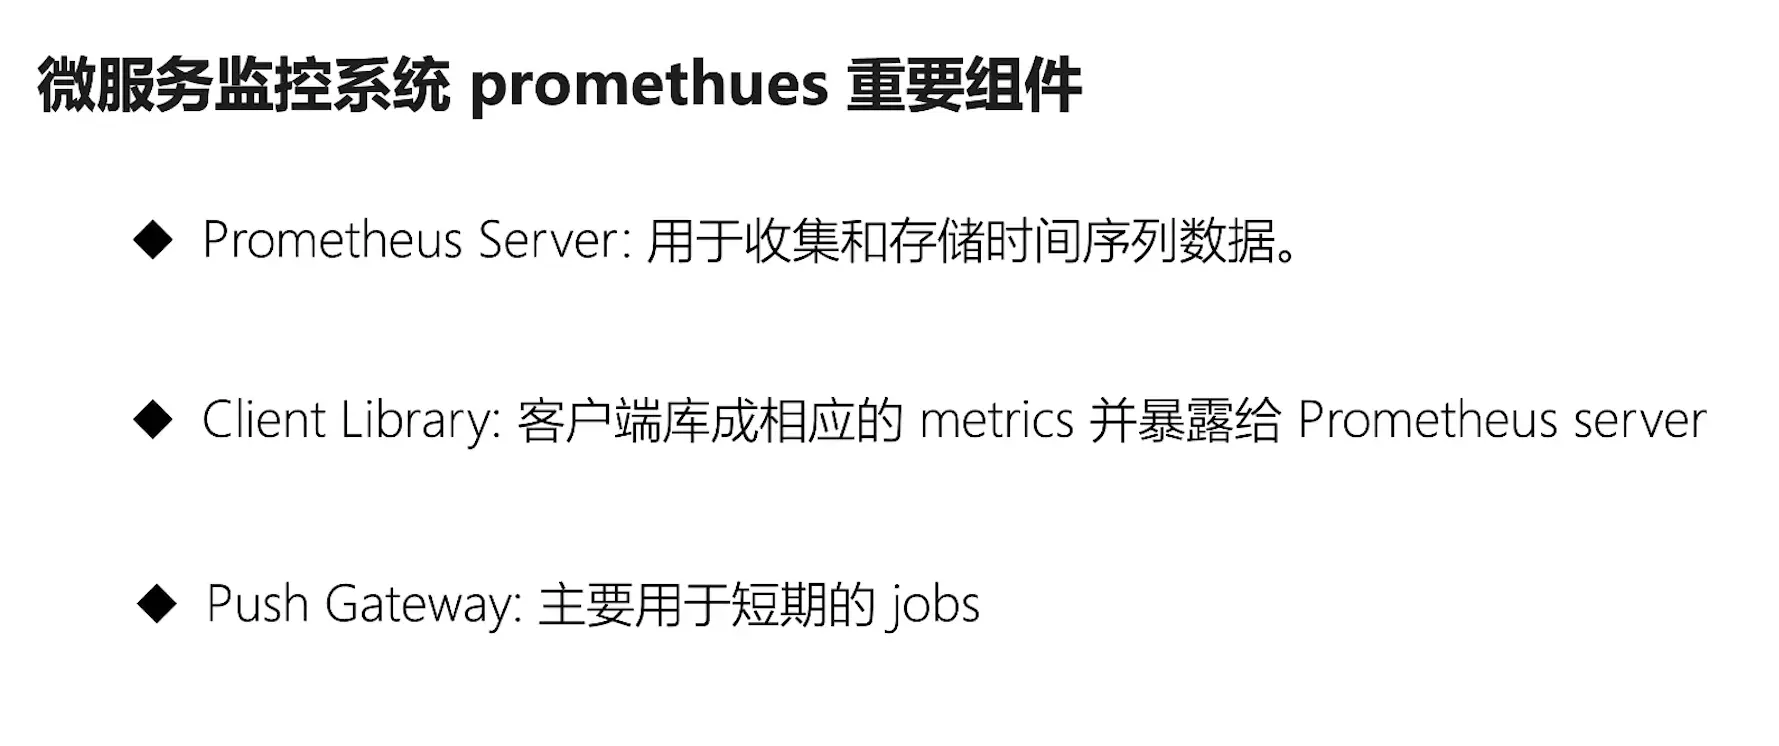 微服务监控系统 promethues 重要组件
◆ Prometheus Server: 用于收集和存储时间序列数据。
◆ Client Library: 客户端库成相应的 metrics 并暴露给 Prometheus server
◆ Push Gateway: 主要用于短期的 jobs